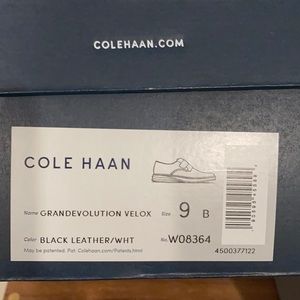 COLEHAAN.COM
COLE HAAN
Name GRANDEVOLUTION VELOX Size 9 B
Color BLACK LEATHER/WHT No. W08364
May be patented. Pat. Colehaan.com/Patents.html 4500377122